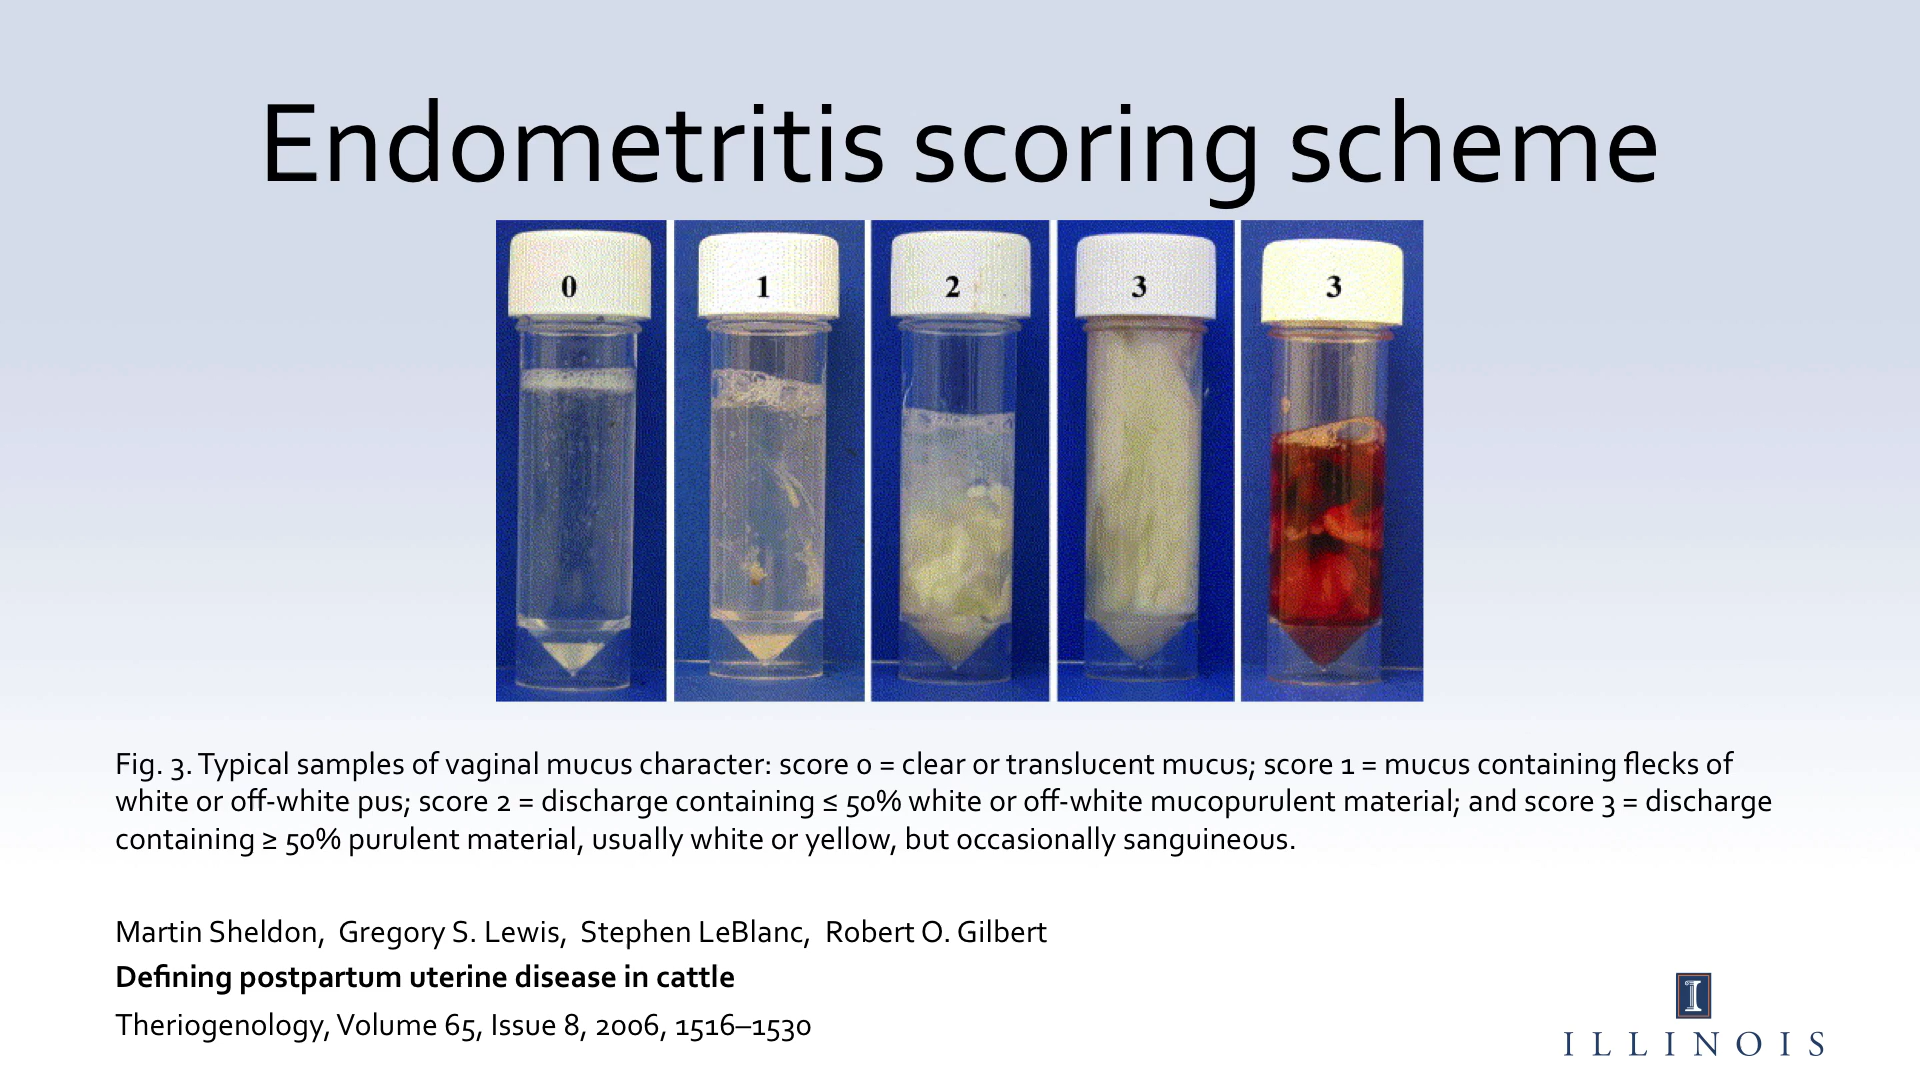 Endometritis scoring scheme
0 1 2 3 3
Fig. 3. Typical samples of vaginal mucus character: score 0 = clear or translucent mucus; score 1 = mucus containing flecks of
white or off-white pus; score 2 = discharge containing ≤ 50% white or off-white mucopurulent material; and score 3 = discharge
containing ≥ 50% purulent material, usually white or yellow, but occasionally sanguineous.
Martin Sheldon, Gregory S. Lewis, Stephen LeBlanc, Robert O. Gilbert
Defining postpartum uterine disease in cattle
Theriogenology, Volume 65, Issue 8, 2006, 1516–1530
I
ILLINOIS